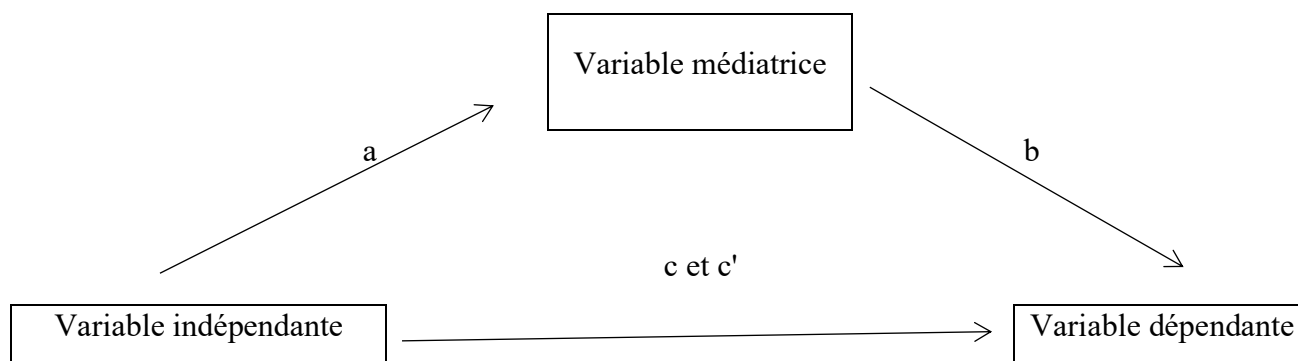 Variable médiatrice
a
b
c et c'
Variable indépendante
Variable dépendante